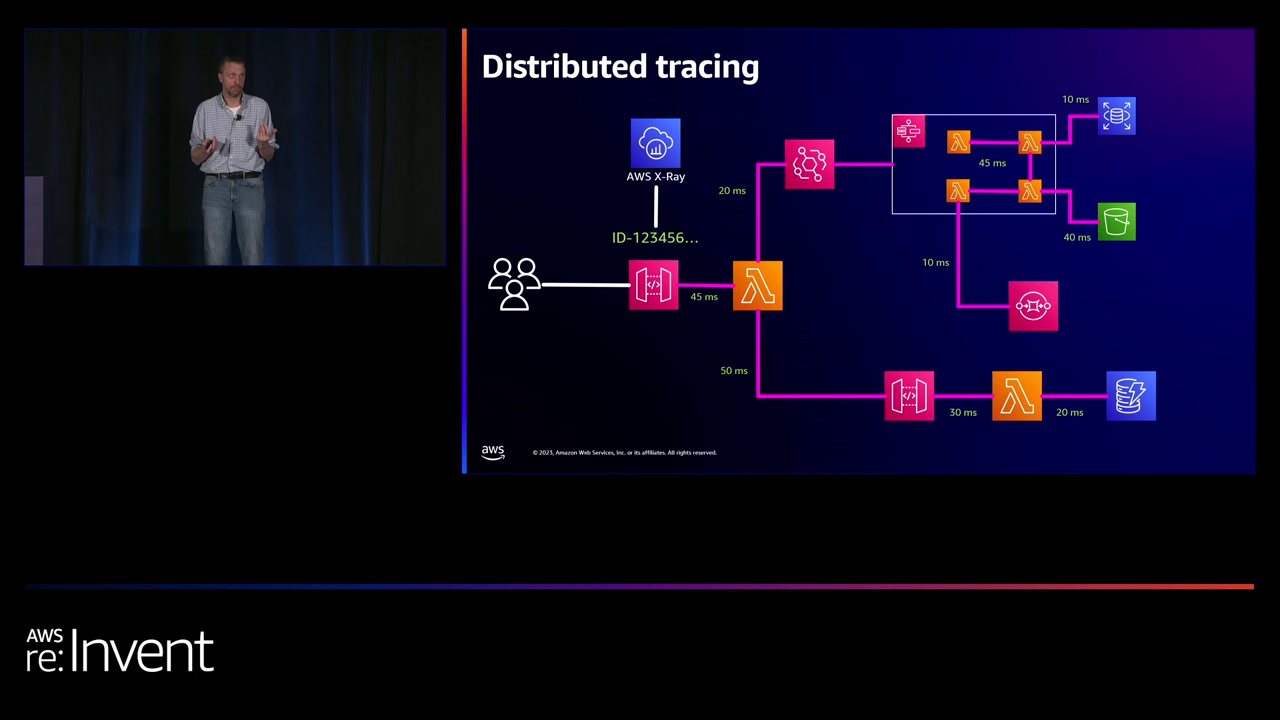 Distributed tracing
AWS X-Ray
ID-123456...
45 ms
20 ms
50 ms
45 ms
10 ms
40 ms
10 ms
30 ms
20 ms
aws
© 2023, Amazon Web Services, Inc. or its affiliates. All rights reserved.
AWS
re:Invent